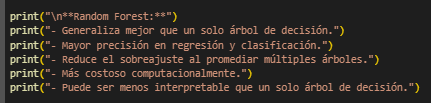 print("\n**Random Forest:**")
print("- Generaliza mejor que un solo árbol de decisión.")
print("- Mayor precisión en regresión y clasificación.")
print("- Reduce el sobreajuste al promediar múltiples árboles.")
print("- Más costoso computacionalmente.")
print("- Puede ser menos interpretable que un solo árbol de decisión.")